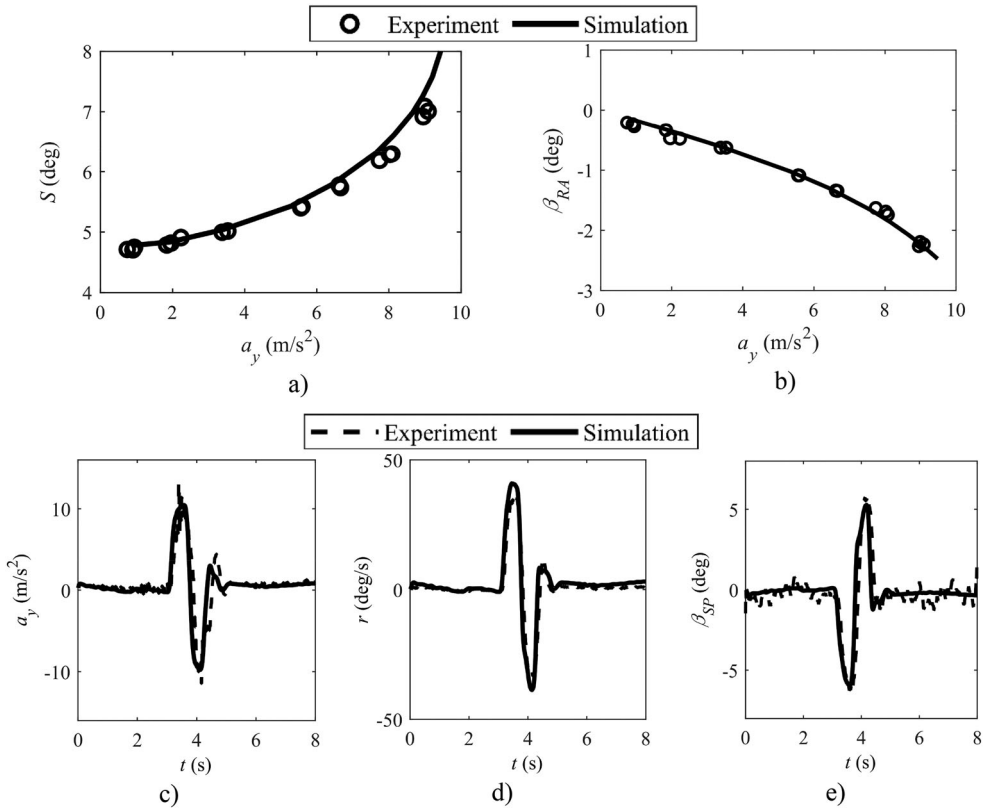 Experiment Simulation
8
7
6
5
4
S (deg)
0 2 4 6 8 10
a_y (m/s²)
a)
1
0
-1
-2
-3
β_RA (deg)
0 2 4 6 8 10
a_y (m/s²)
b)
Experiment Simulation
10
0
-10
a_y (m/s²)
0 2 4 6 8
t (s)
c)
50
0
-50
r (deg/s)
0 2 4 6 8
t (s)
d)
5
0
-5
β_SP (deg)
0 2 4 6 8
t (s)
e)